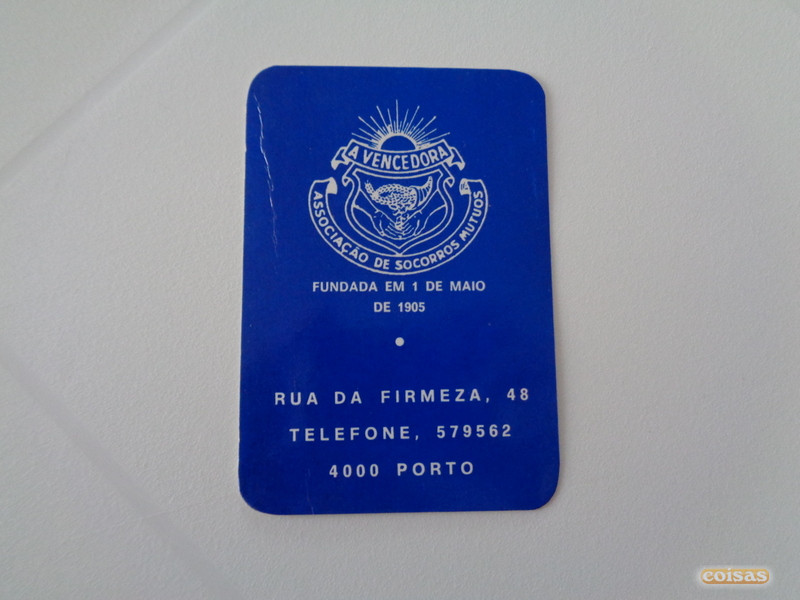 A VENCEDORA
ASSOCIAÇÃO DE SOCORROS MUTUOS
FUNDADA EM 1 DE MAIO
DE 1905
RUA DA FIRMEZA, 48
TELEFONE, 579562
4000 PORTO
coisas